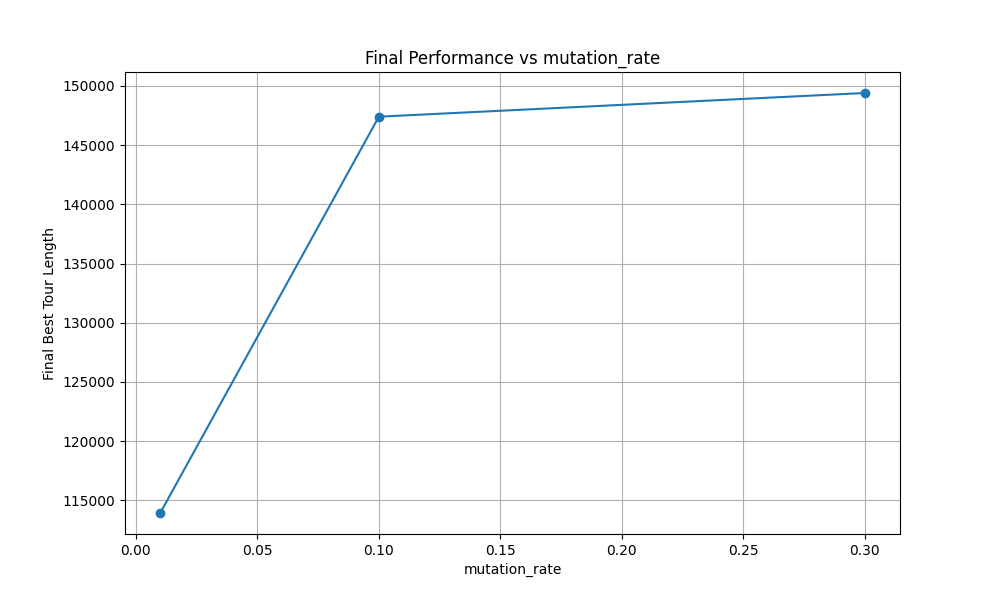 Final Performance vs mutation_rate
150000
145000
140000
135000
130000
125000
120000
115000
Final Best Tour Length
0.00 0.05 0.10 0.15 0.20 0.25 0.30
mutation_rate